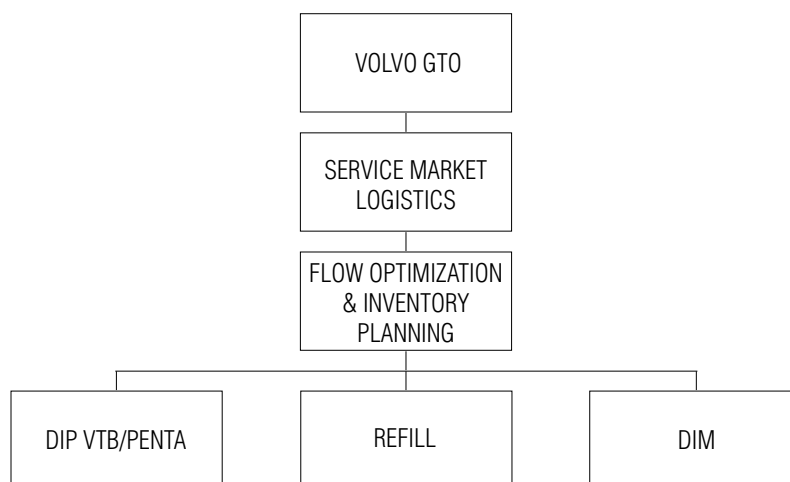 VOLVO GTO
SERVICE MARKET
LOGISTICS
FLOW OPTIMIZATION
& INVENTORY
PLANNING
DIP VTB/PENTA
REFILL
DIM